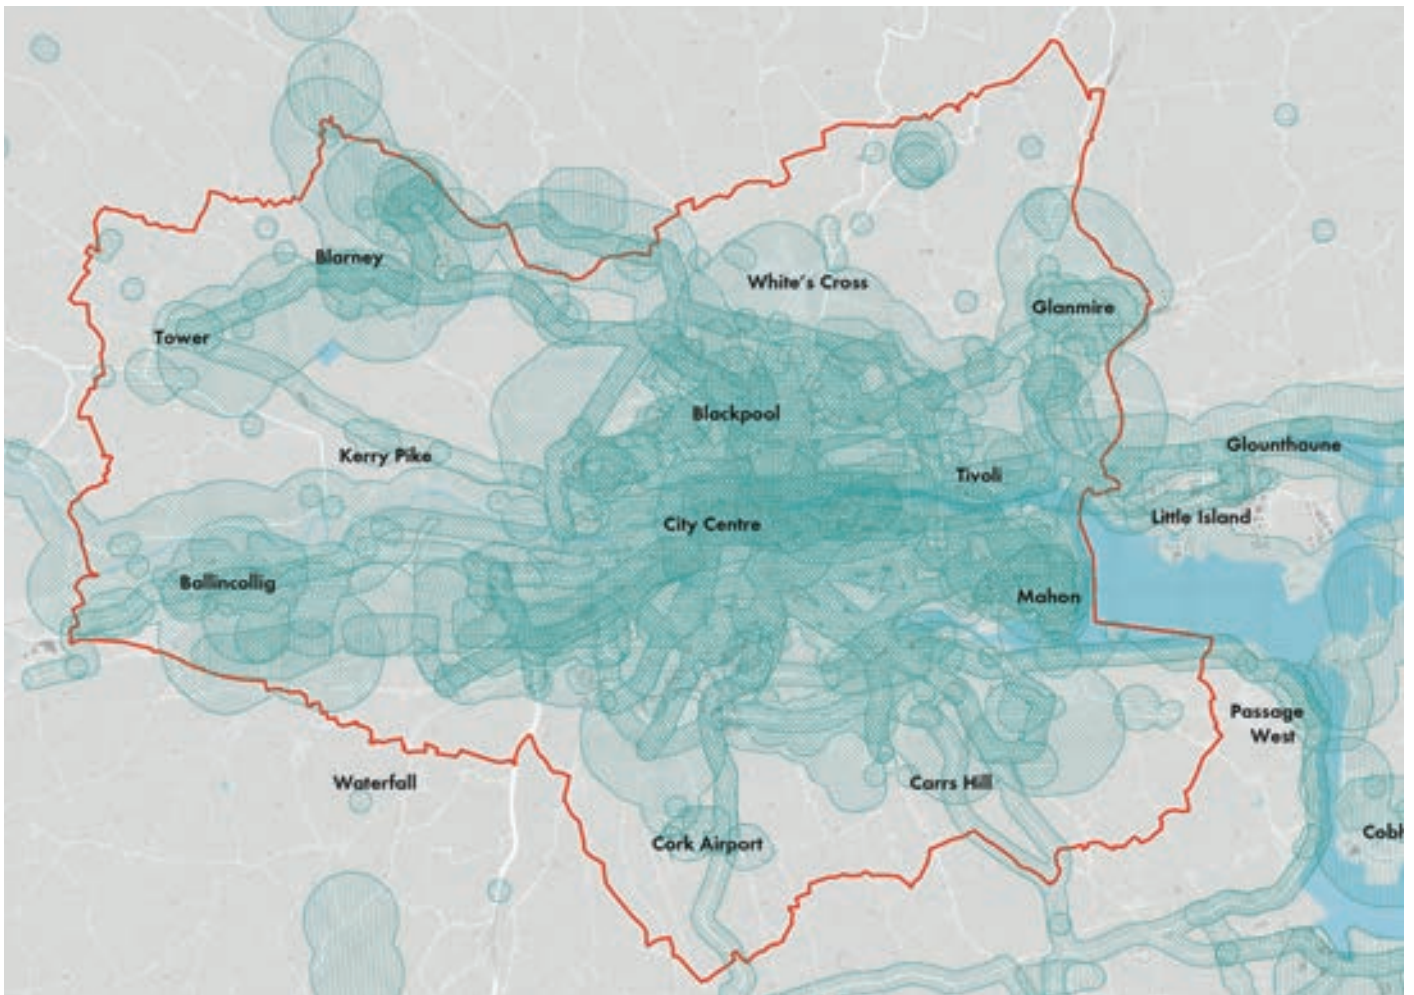 Blarney
White's Cross
Glanmire
Tower
Blackpool
Kerry Pike
Glounthaune
Tivoli
City Centre
Little Island
Ballincollig
Mahon
Passage
West
Waterfall
Carrs Hill
Cork Airport
Cobh